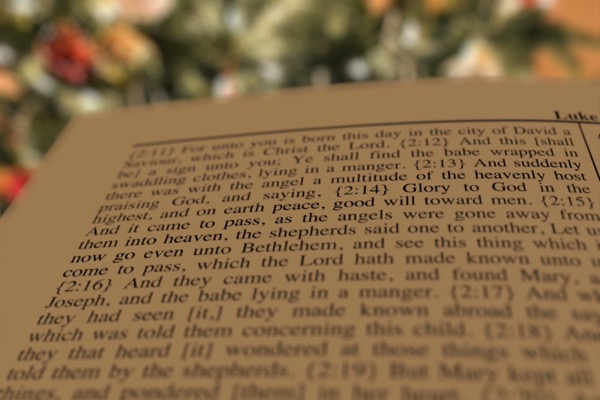 Luke
{2:11} For unto you is born this day in the city of David a
Saviour, which is Christ the Lord. {2:12} And this [shall
be] a sign unto you; Ye shall find the babe wrapped in
swaddling clothes, lying in a manger. {2:13} And suddenly
there was with the angel a multitude of the heavenly host
praising God, and saying, {2:14} Glory to God in the
highest, and on earth peace, good will toward men. {2:15}
And it came to pass, as the angels were gone away from
them into heaven, the shepherds said one to another, Let u
now go even unto Bethlehem, and see this thing which i
come to pass, which the Lord hath made known unto u
{2:16} And they came with haste, and found Mary, a
Joseph, and the babe lying in a manger. {2:17} And w
they had seen [it,] they made known abroad the say
which was told them concerning this child. {2:18} And
they that heard [it] wondered at those things which
told them by the shepherds. {2:19} But Mary kept all
things, and pondered [them] in her heart.